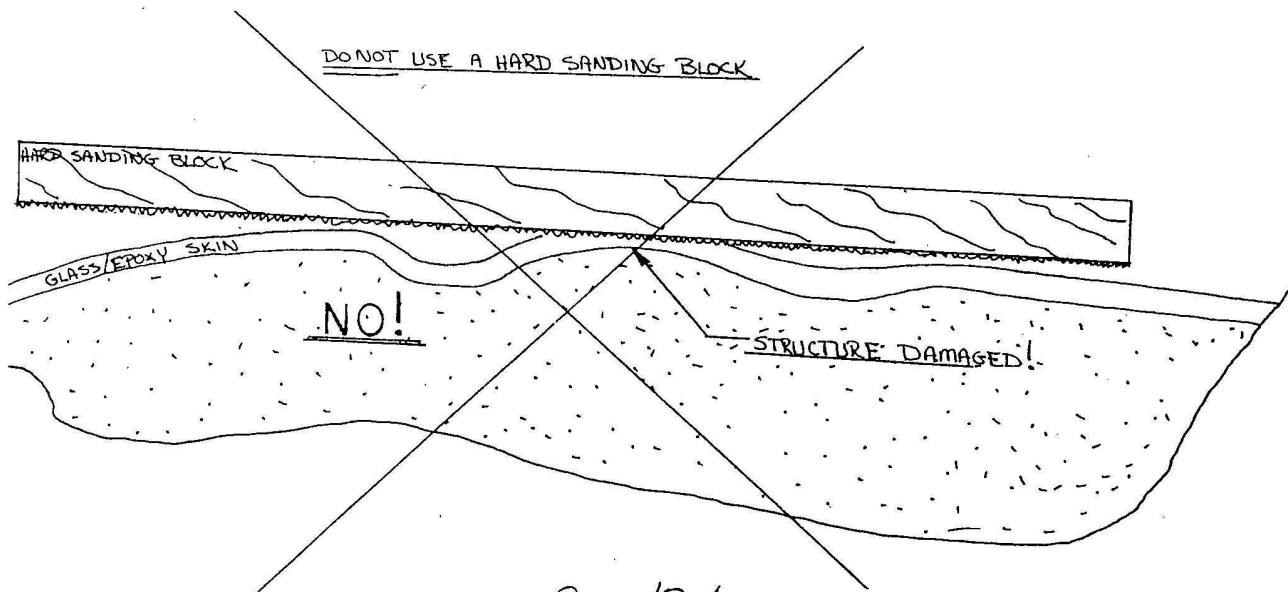 DO NOT USE A HARD SANDING BLOCK
HARD SANDING BLOCK
GLASS/EPOXY SKIN
NO!
STRUCTURE DAMAGED!